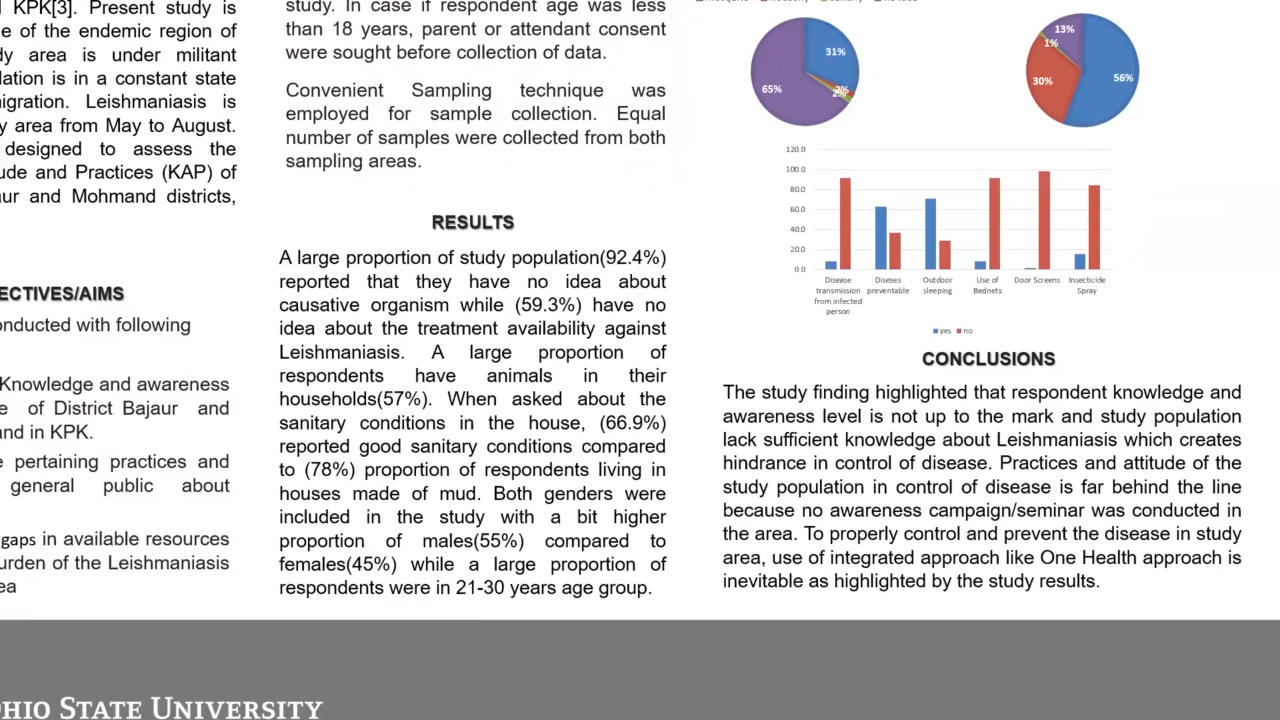 KPK[3]. Present study is
of the endemic region of
area is under militant
is in a constant state
Leishmaniasis is
area from May to August.
designed to assess the
and Practices (KAP) of
and Mohmand districts,
conducted with following
Knowledge and awareness
of District Bajaur and
in KPK.
pertaining practices and
general public about
gaps in available resources
of the Leishmaniasis
study. In case if respondent age was less
than 18 years, parent or attendant consent
were sought before collection of data.
Convenient Sampling technique was
employed for sample collection. Equal
number of samples were collected from both
sampling areas.
RESULTS
A large proportion of study population(92.4%)
reported that they have no idea about
causative organism while (59.3%) have no
idea about the treatment availability against
Leishmaniasis. A large proportion of
respondents have animals in their
households(57%). When asked about the
sanitary conditions in the house, (66.9%)
reported good sanitary conditions compared
to (78%) proportion of respondents living in
houses made of mud. Both genders were
included in the study with a bit higher
proportion of males(55%) compared to
females(45%) while a large proportion of
respondents were in 21-30 years age group.
31%
2%
2%
65%
13%
1%
30%
56%
120.0
100.0
80.0
60.0
40.0
20.0
0.0
Disease transmission from infected person
Diseses preventable
Outdoor sleeping
Use of Bednets
Door Screens
Insecticide Spray
yes no
CONCLUSIONS
The study finding highlighted that respondent knowledge and
awareness level is not up to the mark and study population
lack sufficient knowledge about Leishmaniasis which creates
hindrance in control of disease. Practices and attitude of the
study population in control of disease is far behind the line
because no awareness campaign/seminar was conducted in
the area. To properly control and prevent the disease in study
area, use of integrated approach like One Health approach is
inevitable as highlighted by the study results.
OHIO STATE UNIVERSITY